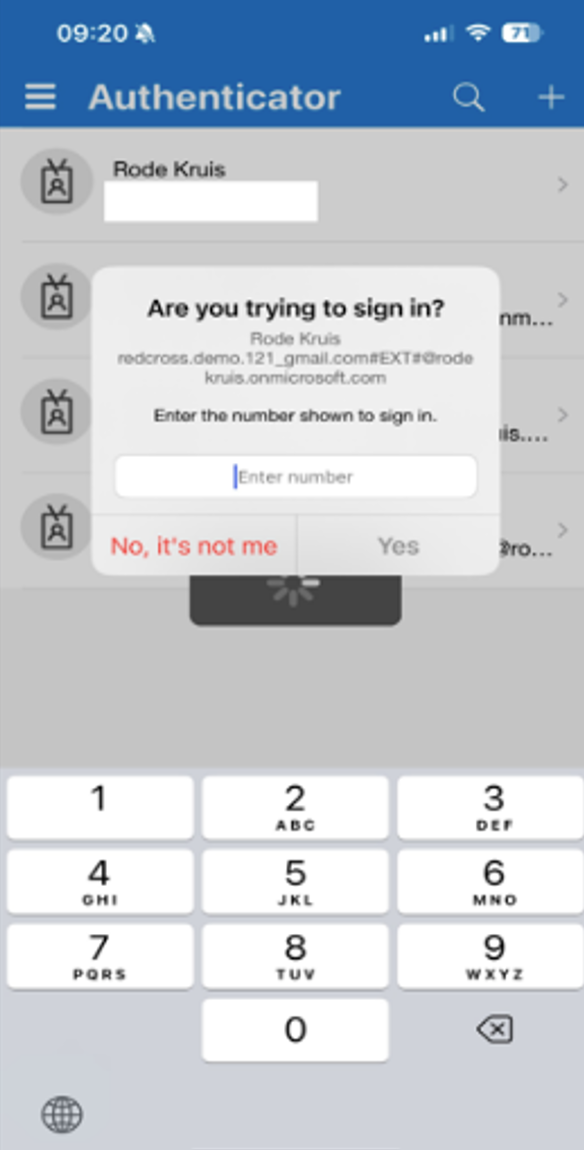 09:20
71
Authenticator
Rode Kruis
Are you trying to sign in?
Rode Kruis
redcross.demo.121_gmail.com#EXT#@rode
kruis.onmicrosoft.com
nm...
Enter the number shown to sign in.
is....
Enter number
No, it's not me
Yes
@ro...
1
2
ABC
3
DEF
4
GHI
5
JKL
6
MNO
7
PQRS
8
TUV
9
WXYZ
0